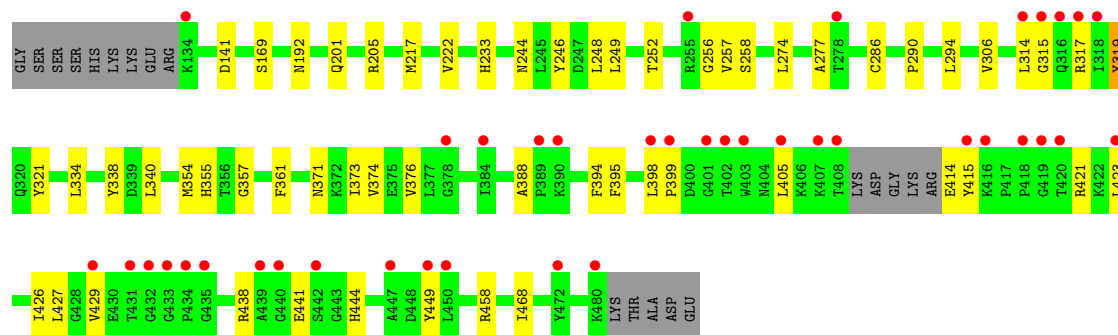 GLY SER SER SER HIS LYS LYS GLU ARG K134 D141 S169 N192 Q201 R205 M217 V222 H233 N244 L245 Y246 D247 L248 L249 T252 R255 G256 V257 S258 L274 A277 T278 C286 P290 L294 V306 L314 G315 Q316 R317 I318 Y319
Q320 Y321 L334 Y338 D339 L340 M354 H355 T356 G357 F361 N371 K372 I373 V374 E375 V376 L377 G378 I384 A388 P389 K390 F394 F395 L398 P399 D400 G401 T402 W403 N404 L405 K406 K407 T408 LYS ASP GLY LYS ARG E414 Y415 K416 P417 P418 G419 T420 R421 K422 L423
I426 L427 G428 V429 E430 T431 G432 G433 P434 G435 R438 A439 G440 E441 S442 G443 H444 A447 D448 Y449 L450 R458 I468 Y472 K480 LYS THR ALA ASP GLU